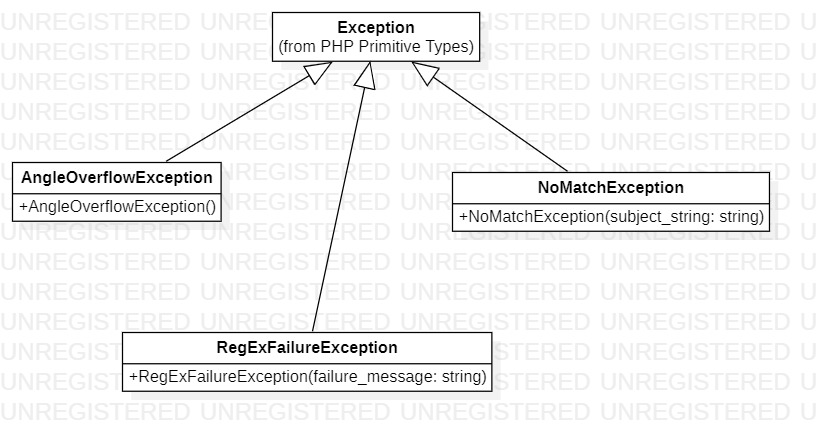 Exception
(from PHP Primitive Types)
AngleOverflowException
+AngleOverflowException()
NoMatchException
+NoMatchException(subject_string: string)
RegExFailureException
+RegExFailureException(failure_message: string)
UNREGISTERED UNREGISTERED UNREGISTERED UNREGISTERED U